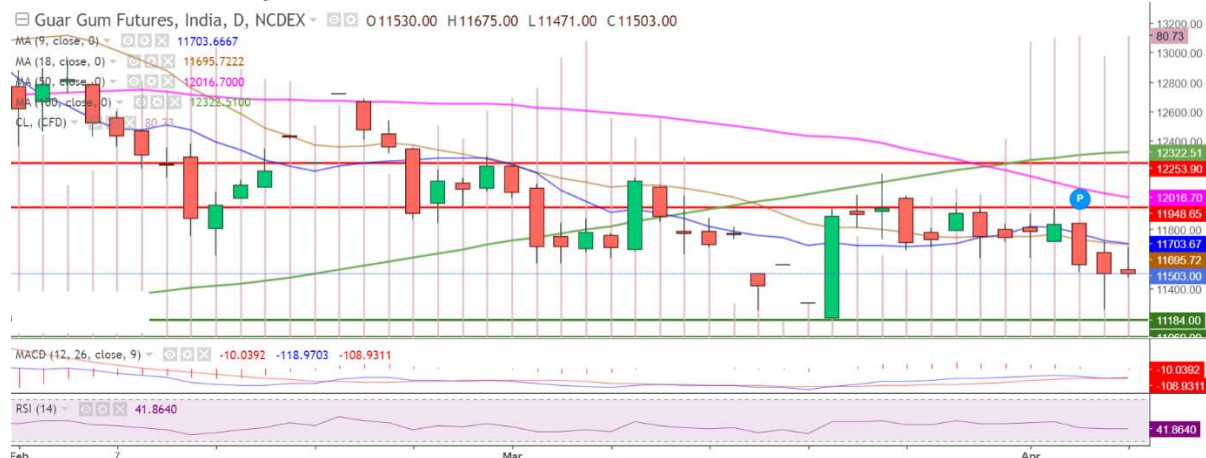 Guar Gum Futures, India, D, NCDEX O11530.00 H11675.00 L11471.00 C11503.00
MA (9, close, 0) 11703.6667
MA (18, close, 0) 11695.7222
MA (50, close, 0) 12016.7000
MA (100, close, 0) 12322.5100
CL, (CFD) 80.73
13200.00
80.73
13000.00
12800.00
12600.00
12400.00
12322.51
12253.90
12016.70
11948.65
11800.00
11703.67
11695.72
11503.00
11400.00
11184.00
P
MACD (12, 26, close, 9) -10.0392 -118.9703 -108.9311
-10.0392
-108.9311
RSI (14) 41.8640
41.8640
Feb 7 Mar Apr